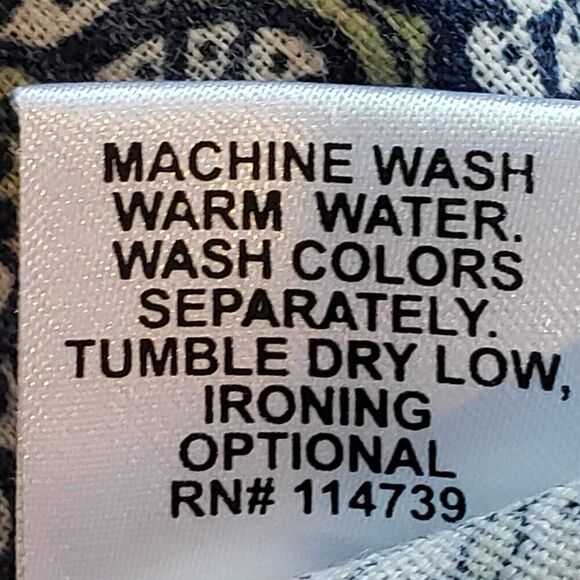 MACHINE WASH
WARM WATER.
WASH COLORS
SEPARATELY.
TUMBLE DRY LOW,
IRONING
OPTIONAL
RN# 114739